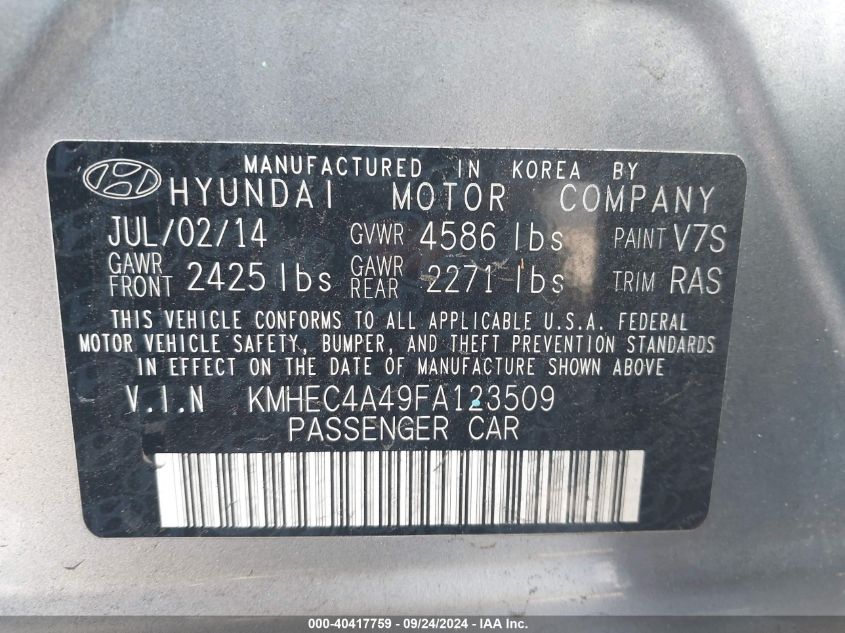 MANUFACTURED IN KOREA BY
HYUNDAI MOTOR COMPANY
JUL/02/14 GVWR 4586 lbs PAINT V7S
GAWR FRONT 2425 lbs GAWR REAR 2271 lbs TRIM RAS
THIS VEHICLE CONFORMS TO ALL APPLICABLE U.S.A. FEDERAL
MOTOR VEHICLE SAFETY, BUMPER, AND THEFT PREVENTION STANDARDS
IN EFFECT ON THE DATE OF MANUFACTURE SHOWN ABOVE
V.I.N KMHEC4A49FA123509
PASSENGER CAR
000-40417759 - 09/24/2024 - IAA Inc.